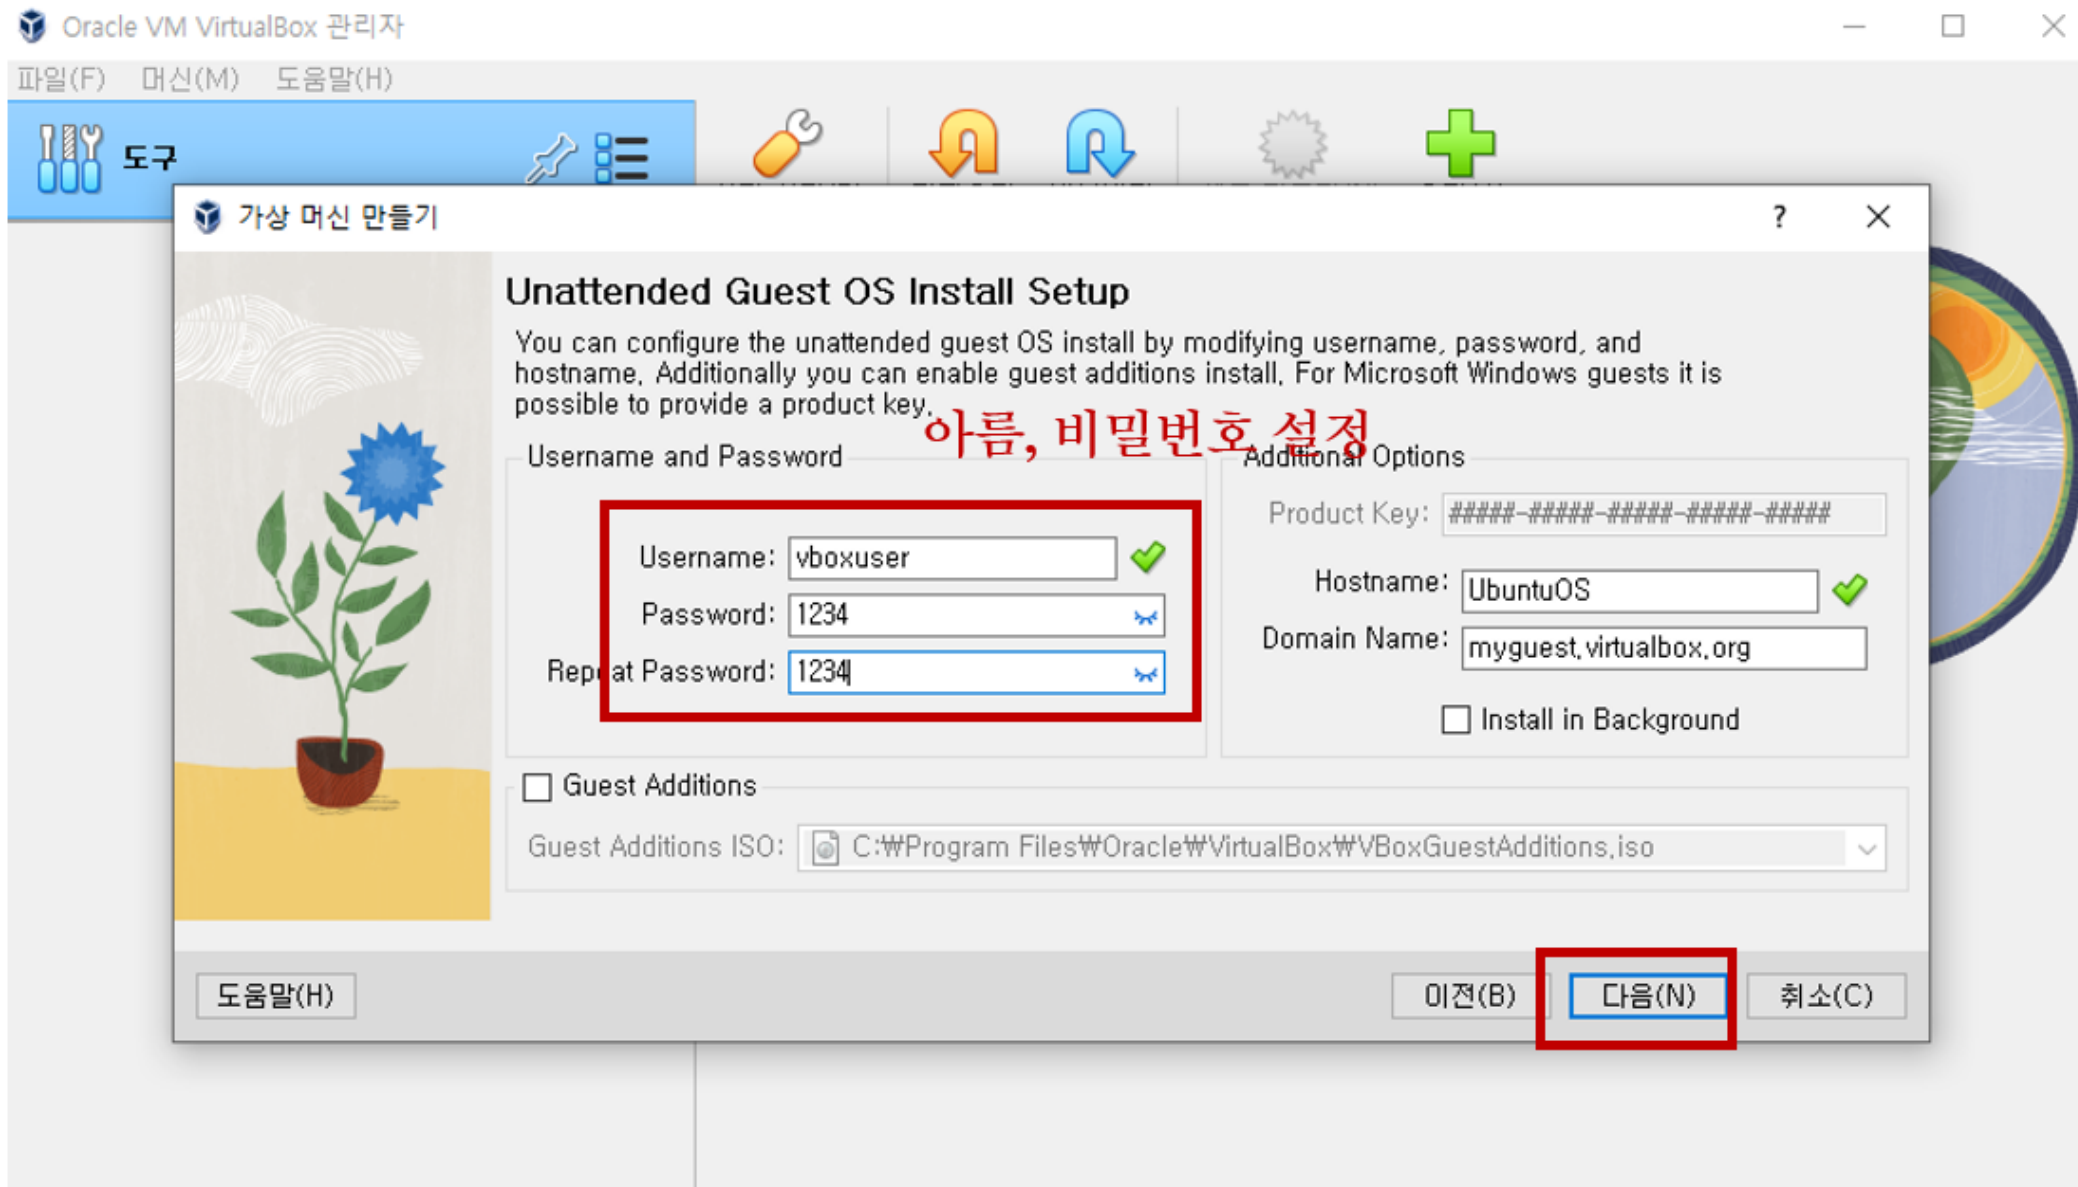 Oracle VM VirtualBox 관리자
파일(F) 머신(M) 도움말(H)
도구
가상 머신 만들기
?
Unattended Guest OS Install Setup
You can configure the unattended guest OS install by modifying username, password, and
hostname. Additionally you can enable guest additions install. For Microsoft Windows guests it is
possible to provide a product key.
아름, 비밀번호 설정
Username and Password
Username: vboxuser
Password: 1234
Repeat Password: 1234
Additional Options
Product Key: #####-#####-#####-#####-#####
Hostname: UbuntuOS
Domain Name: myguest.virtualbox.org
Install in Background
Guest Additions
Guest Additions ISO: C:₩Program Files₩Oracle₩VirtualBox₩VBoxGuestAdditions.iso
도움말(H) 이전(B) 다음(N) 취소(C)